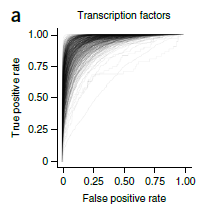 a
Transcription factors
1.00
0.75
0.50
0.25
0
True positive rate
0 0.25 0.50 0.75 1.00
False positive rate